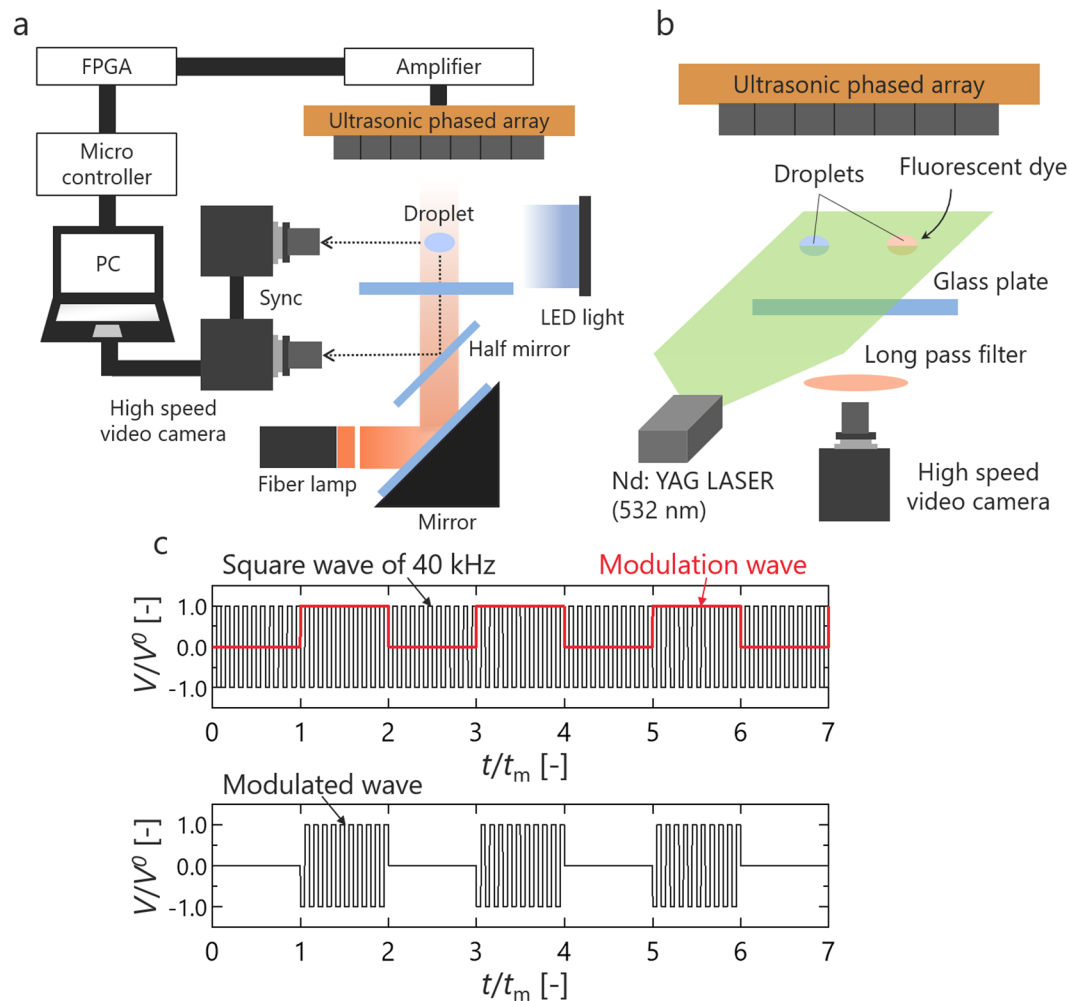 a
FPGA
Amplifier
Ultrasonic phased array
Micro
controller
Droplet
PC
Sync
LED light
Half mirror
High speed
video camera
Fiber lamp
Mirror
b
Ultrasonic phased array
Droplets
Fluorescent dye
Glass plate
Long pass filter
Nd: YAG LASER
(532 nm)
High speed
video camera
c
Square wave of 40 kHz
Modulation wave
V/V⁰ [-]
1.0
0.0
-1.0
0 1 2 3 4 5 6 7
t/tₘ [-]
Modulated wave
V/V⁰ [-]
1.0
0.0
-1.0
0 1 2 3 4 5 6 7
t/tₘ [-]